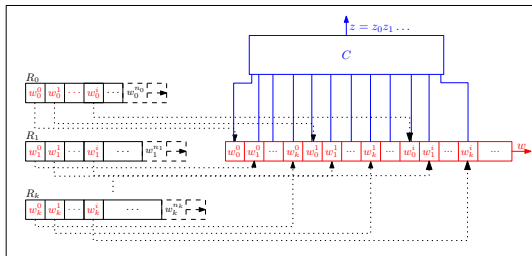 z = z₀z₁ …
C
R₀
w₀⁰ w₀¹ ⋯ w₀ⁱ ⋯ w₀ⁿ⁰
R₁
w₁⁰ w₁¹ ⋯ w₁ⁱ ⋯ w₁ⁿ¹
w₀⁰ w₁⁰ ⋯ wₖ⁰ w₀¹ w₁¹ ⋯ wₖ¹ ⋯ w₀ⁱ w₁ⁱ ⋯ wₖⁱ ⋯ w
Rₖ
wₖ⁰ wₖ¹ ⋯ wₖⁱ ⋯ wₖⁿᵏ